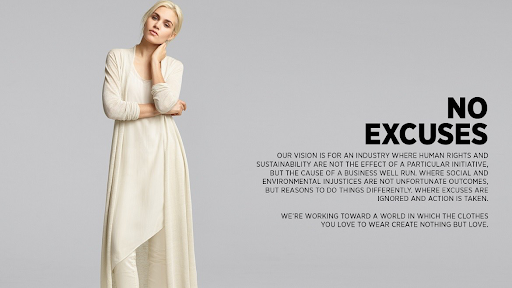 NO
EXCUSES
OUR VISION IS FOR AN INDUSTRY WHERE HUMAN RIGHTS AND
SUSTAINABILITY ARE NOT THE EFFECT OF A PARTICULAR INITIATIVE,
BUT THE CAUSE OF A BUSINESS WELL RUN. WHERE SOCIAL AND
ENVIRONMENTAL INJUSTICES ARE NOT UNFORTUNATE OUTCOMES,
BUT REASONS TO DO THINGS DIFFERENTLY. WHERE EXCUSES ARE
IGNORED AND ACTION IS TAKEN.
WE'RE WORKING TOWARD A WORLD IN WHICH THE CLOTHES
YOU LOVE TO WEAR CREATE NOTHING BUT LOVE.